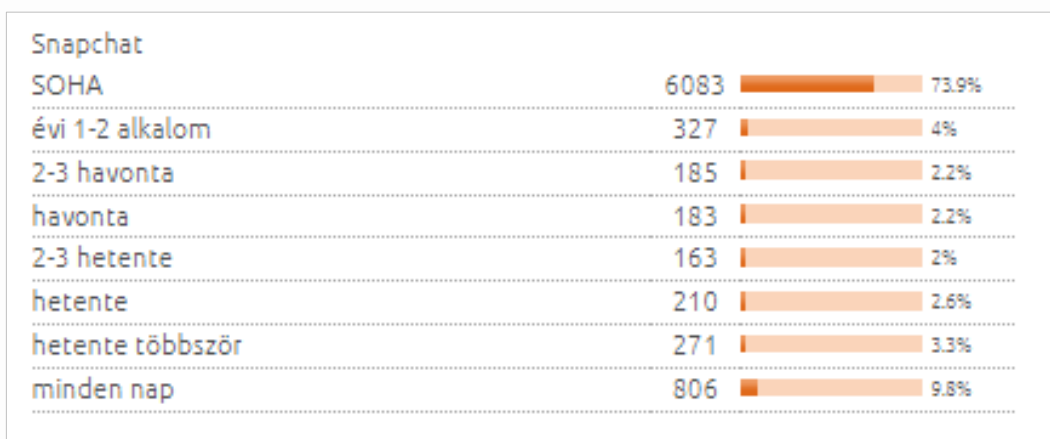 Snapchat
SOHA 6083 73.9%
évi 1-2 alkalom 327 4%
2-3 havonta 185 2.2%
havonta 183 2.2%
2-3 hetente 163 2%
hetente 210 2.6%
hetente többször 271 3.3%
minden nap 806 9.8%